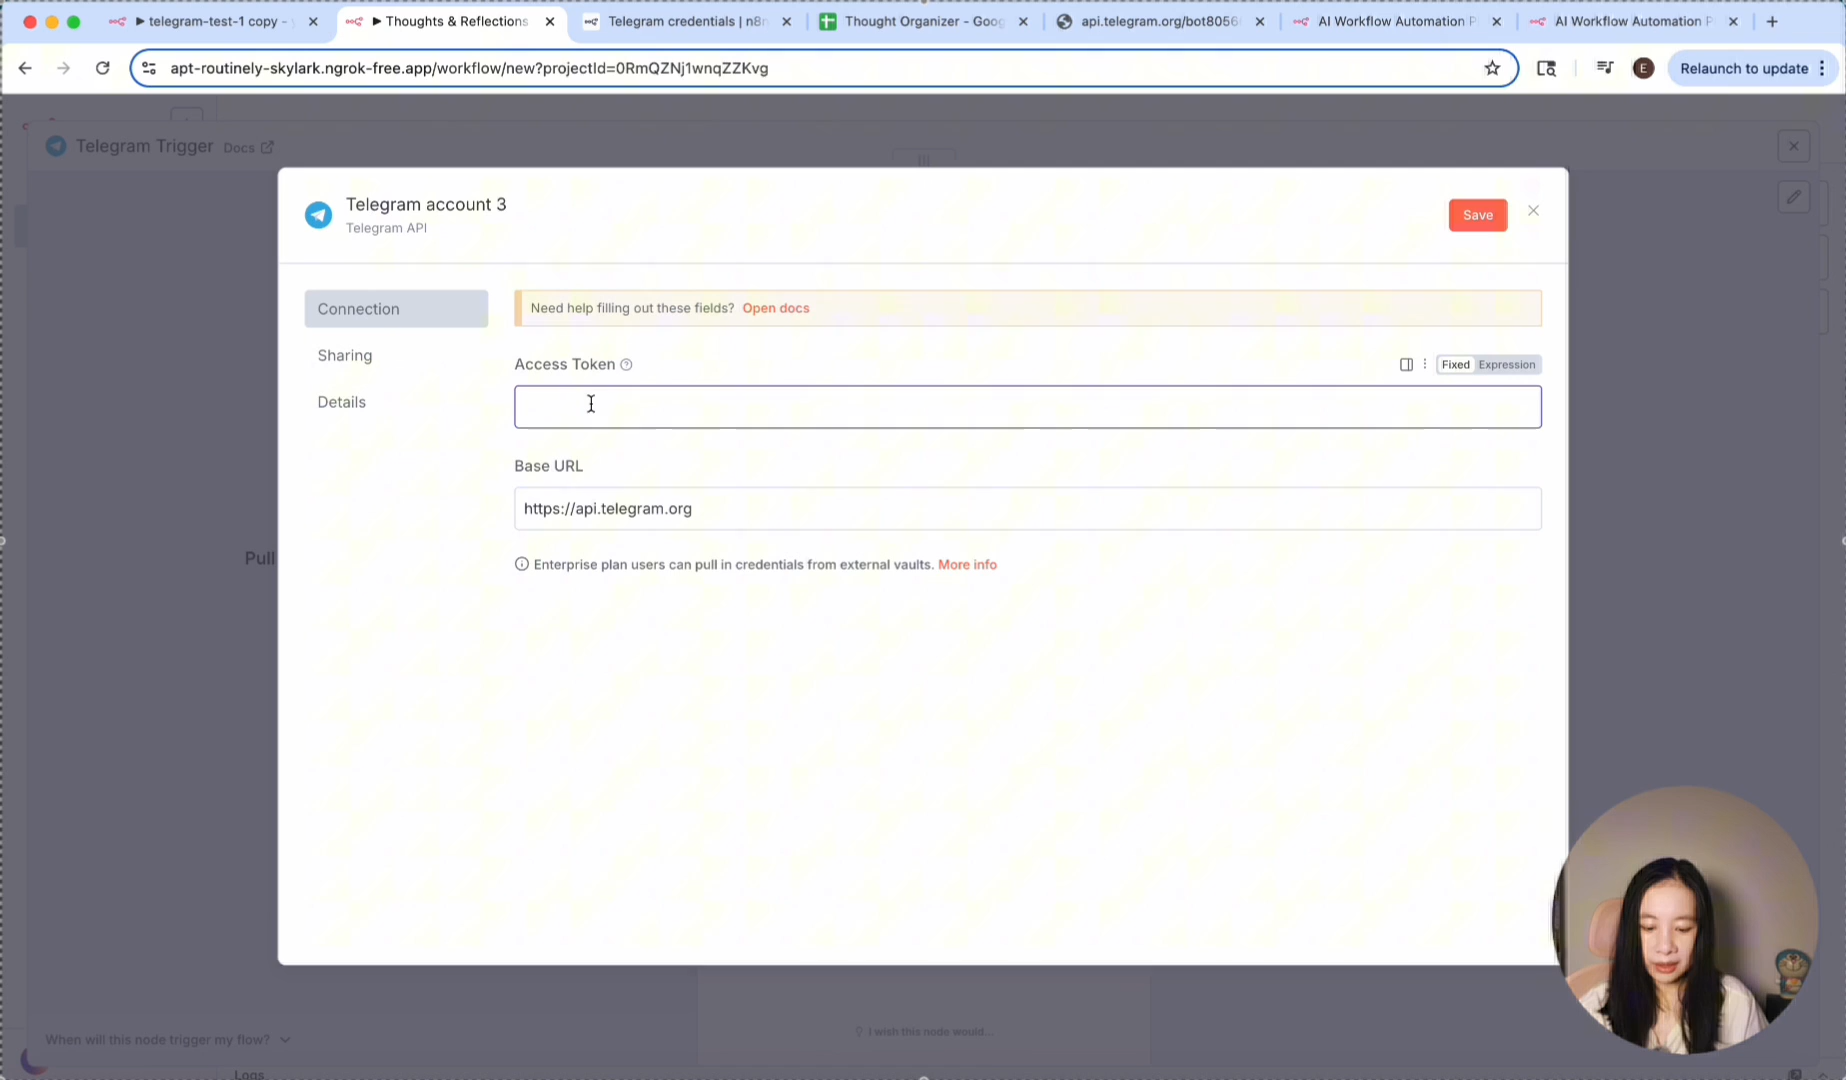 telegram-test-1 copy -
Thoughts & Reflections
Telegram credentials | n8n
Thought Organizer - Goog
api.telegram.org/bot8056
AI Workflow Automation P
AI Workflow Automation P
apt-routinely-skylark.ngrok-free.app/workflow/new?projectId=0RmQZNj1wnqZZKvg
E
Relaunch to update
Telegram Trigger
Docs
Telegram account 3
Telegram API
Save
Connection
Sharing
Details
Need help filling out these fields? Open docs
Access Token
Fixed
Expression
Base URL
https://api.telegram.org
Pull
Enterprise plan users can pull in credentials from external vaults. More info
I wish this node would...
When will this node trigger my flow?
Logs